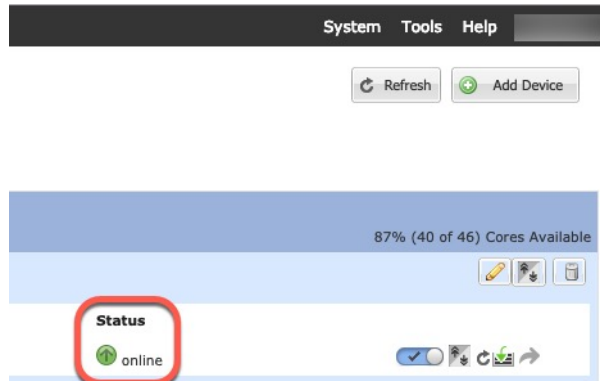 System Tools Help
Refresh Add Device
87% (40 of 46) Cores Available
Status
online